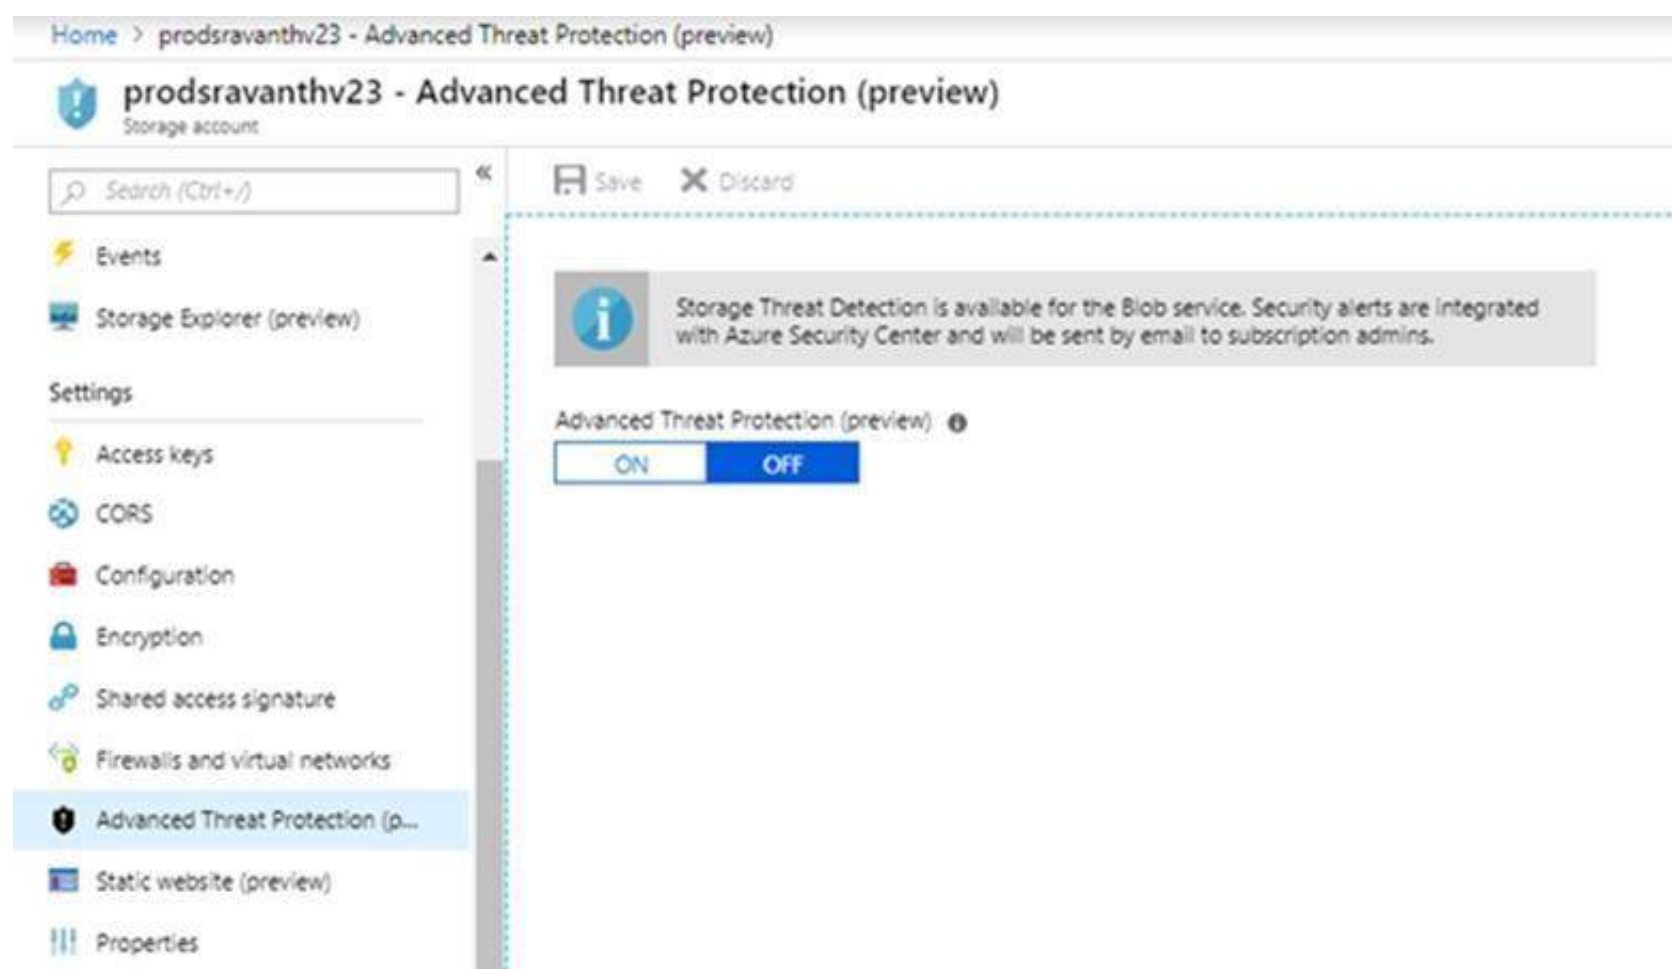 Home > prodsravanthv23 - Advanced Threat Protection (preview)
prodsravanthv23 - Advanced Threat Protection (preview)
Storage account
Search (Ctrl+/)
«
Save
Discard
Events
Storage Explorer (preview)
Settings
Access keys
CORS
Configuration
Encryption
Shared access signature
Firewalls and virtual networks
Advanced Threat Protection (p...
Static website (preview)
Properties
Storage Threat Detection is available for the Blob service. Security alerts are integrated
with Azure Security Center and will be sent by email to subscription admins.
Advanced Threat Protection (preview)
ON
OFF